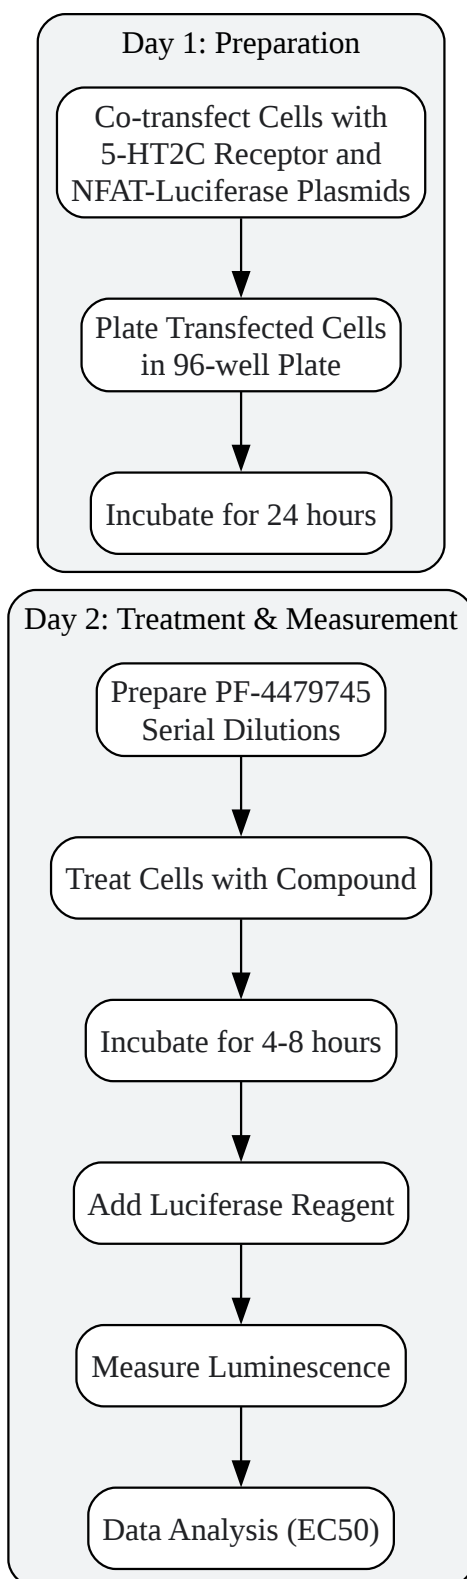 Day 1: Preparation
Co-transfect Cells with
5-HT2C Receptor and
NFAT-Luciferase Plasmids
Plate Transfected Cells
in 96-well Plate
Incubate for 24 hours
Day 2: Treatment & Measurement
Prepare PF-4479745
Serial Dilutions
Treat Cells with Compound
Incubate for 4-8 hours
Add Luciferase Reagent
Measure Luminescence
Data Analysis (EC50)